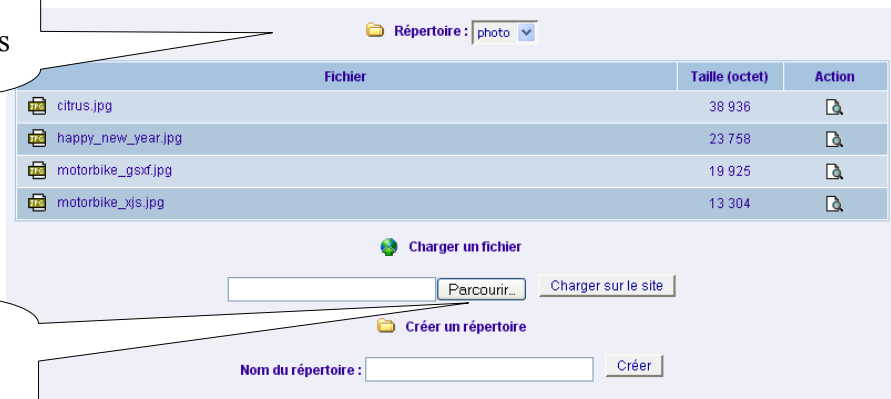 s
Répertoire : photo
Fichier Taille (octet) Action
citrus.jpg 38 936
happy_new_year.jpg 23 758
motorbike_gsxf.jpg 19 925
motorbike_xjs.jpg 13 304
Charger un fichier
Parcourir... Charger sur le site
Créer un répertoire
Nom du répertoire : Créer